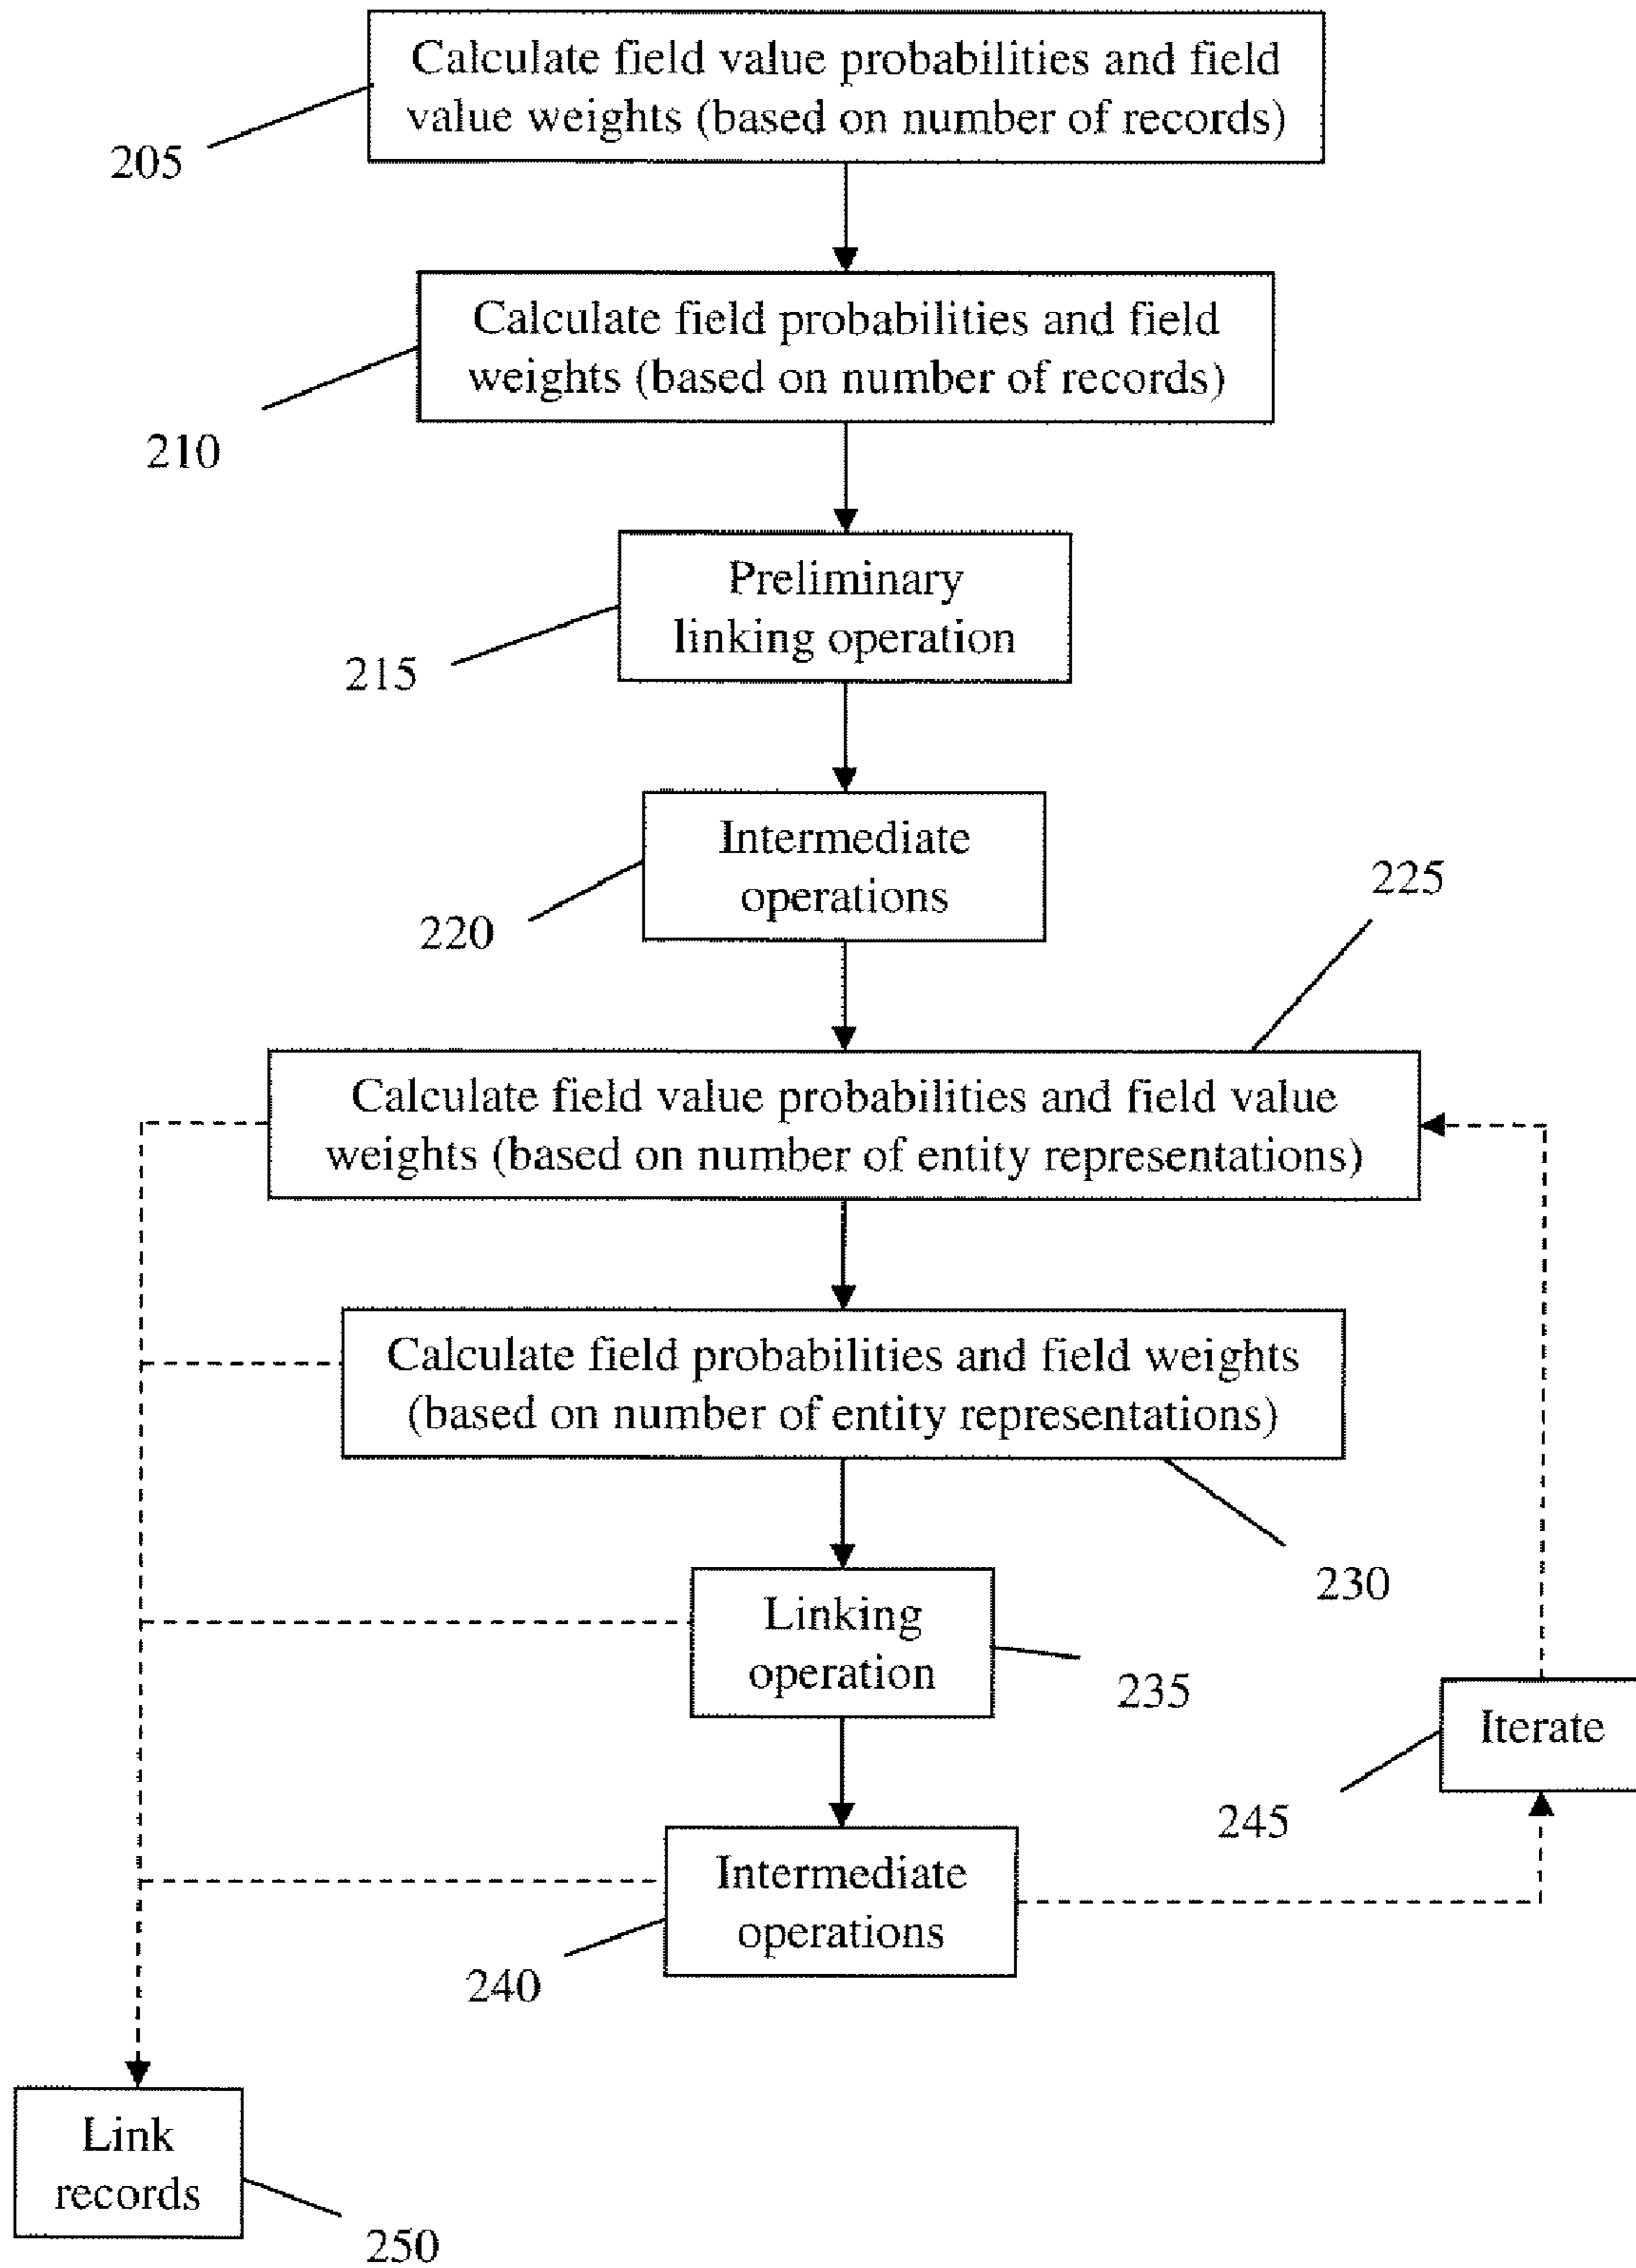 Calculate field value probabilities and field
value weights (based on number of records)
205
Calculate field probabilities and field
weights (based on number of records)
210
Preliminary
linking operation
215
Intermediate
operations
220
225
Calculate field value probabilities and field value
weights (based on number of entity representations)
Calculate field probabilities and field weights
(based on number of entity representations)
230
Linking
operation
235
Iterate
245
Intermediate
operations
240
Link
records
250